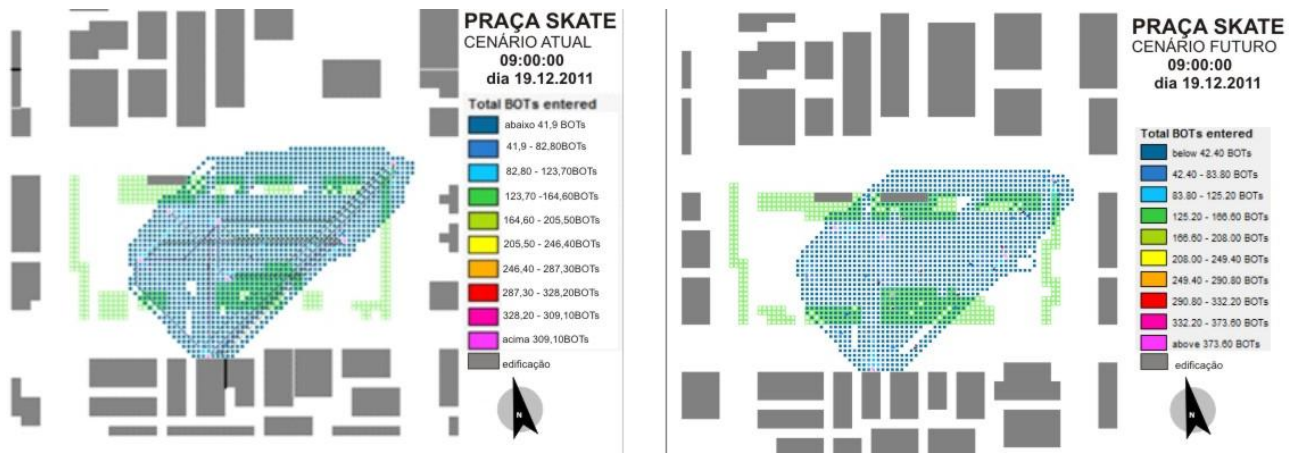 PRAÇA SKATE
CENÁRIO ATUAL
09:00:00
dia 19.12.2011
Total BOTs entered
abaixo 41,9 BOTs
41,9 - 82,80 BOTs
82,80 - 123,70BOTs
123,70 -164,60BOTs
164,60 - 205,50BOTs
205,50 - 246,40BOTs
246,40 - 287,30BOTs
287,30 - 328,20BOTs
328,20 - 309,10BOTs
acima 309,10BOTs
edificação
N
PRAÇA SKATE
CENÁRIO FUTURO
09:00:00
dia 19.12.2011
Total BOTs entered
below 42.40 BOTs
42.40 - 83.80 BOTs
83.80 - 125.20 BOTs
125.20 - 166.60 BOTs
166.60 - 208.00 BOTs
208.00 - 249.40 BOTs
249.40 - 290.80 BOTs
290.80 - 332.20 BOTs
332.20 - 373.60 BOTs
above 373.60 BOTs
edificação
N